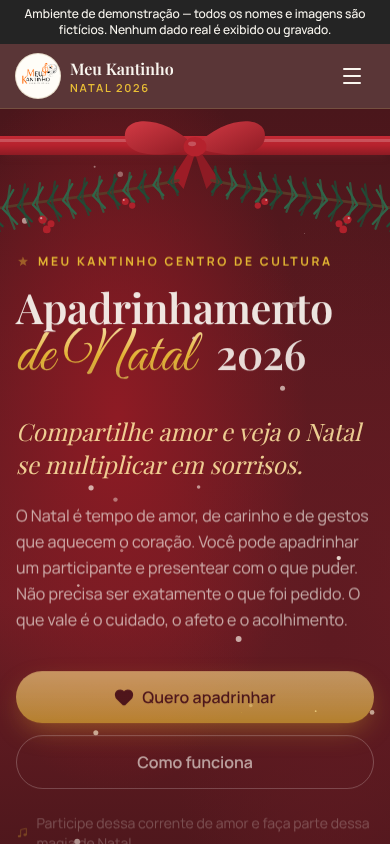 Ambiente de demonstração — todos os nomes e imagens são
fictícios. Nenhum dado real é exibido ou gravado.
Meu Kantinho
Meu Kantinho
NATAL 2026
MEU KANTINHO CENTRO DE CULTURA
Apadrinhamento
de Natal 2026
Compartilhe amor e veja o Natal
se multiplicar em sorrisos.
O Natal é tempo de amor, de carinho e de gestos
que aquecem o coração. Você pode apadrinhar
um participante e presentear com o que puder.
Não precisa ser exatamente o que foi pedido. O
que vale é o cuidado, o afeto e o acolhimento.
Quero apadrinhar
Como funciona
Participe dessa corrente de amor e faça parte dessa
magia de Natal